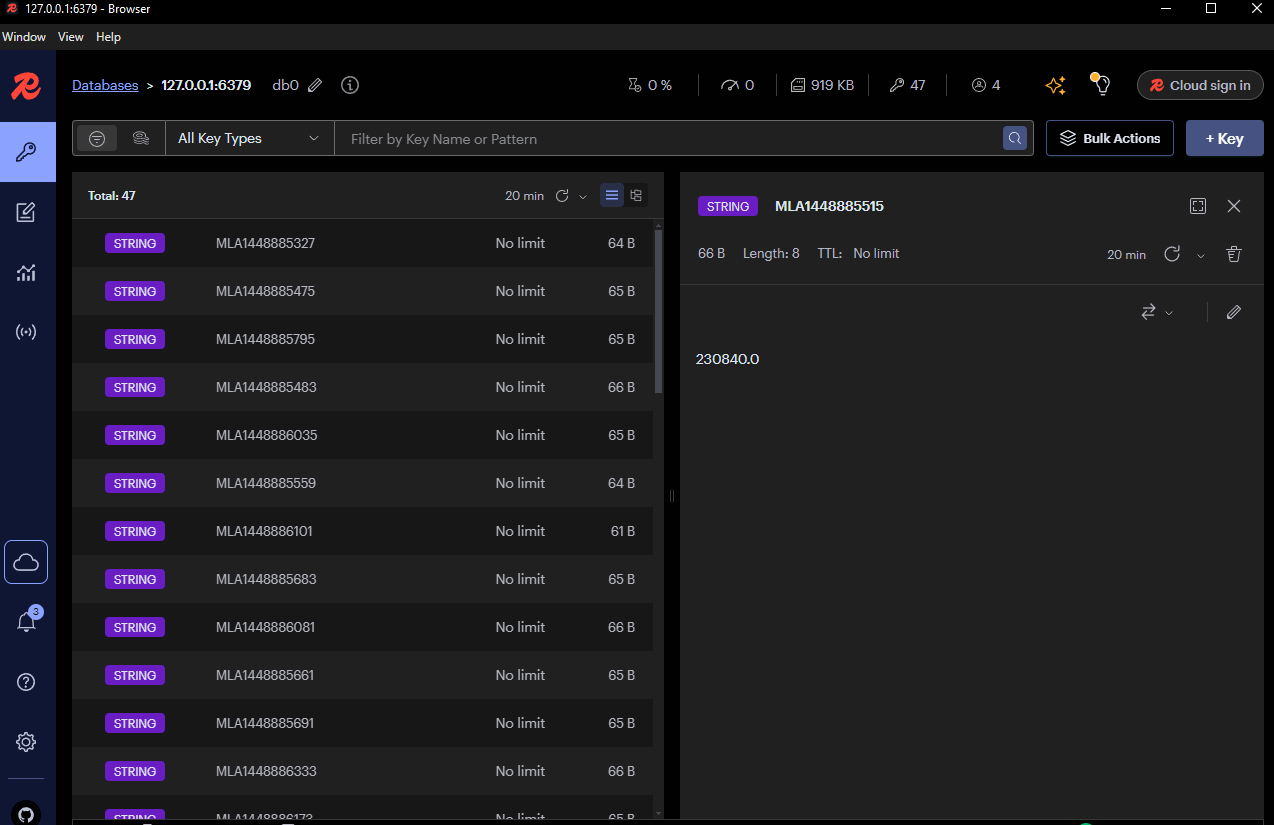 127.0.0.1:6379 - Browser
Window View Help
Databases > 127.0.0.1:6379 db0 0 % 0 919 KB 47 4 Cloud sign in
All Key Types Filter by Key Name or Pattern Bulk Actions + Key
Total: 47 20 min
STRING MLA1448885327 No limit 64 B
STRING MLA1448885475 No limit 65 B
STRING MLA1448885795 No limit 65 B
STRING MLA1448885483 No limit 66 B
STRING MLA1448886035 No limit 65 B
STRING MLA1448885559 No limit 64 B
STRING MLA1448886101 No limit 61 B
STRING MLA1448885683 No limit 65 B
STRING MLA1448886081 No limit 66 B
STRING MLA1448885661 No limit 65 B
STRING MLA1448885691 No limit 65 B
STRING MLA1448886333 No limit 66 B
STRING MLA1448886173 No limit 65 B
STRING MLA1448885515
66 B Length: 8 TTL: No limit 20 min
230840.0
3